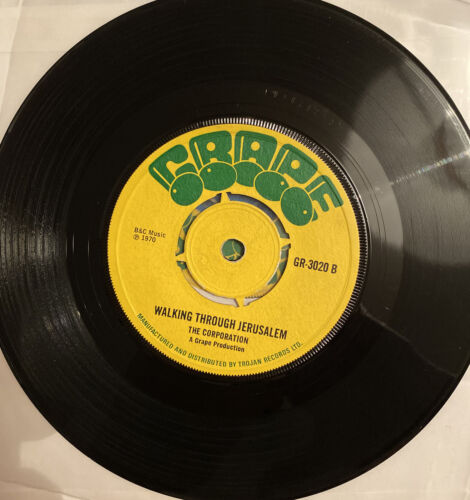 GRAPE
B&C Music
℗ 1970
GR-3020 B
WALKING THROUGH JERUSALEM
THE CORPORATION
A Grape Production
MANUFACTURED AND DISTRIBUTED BY TROJAN RECORDS LTD.